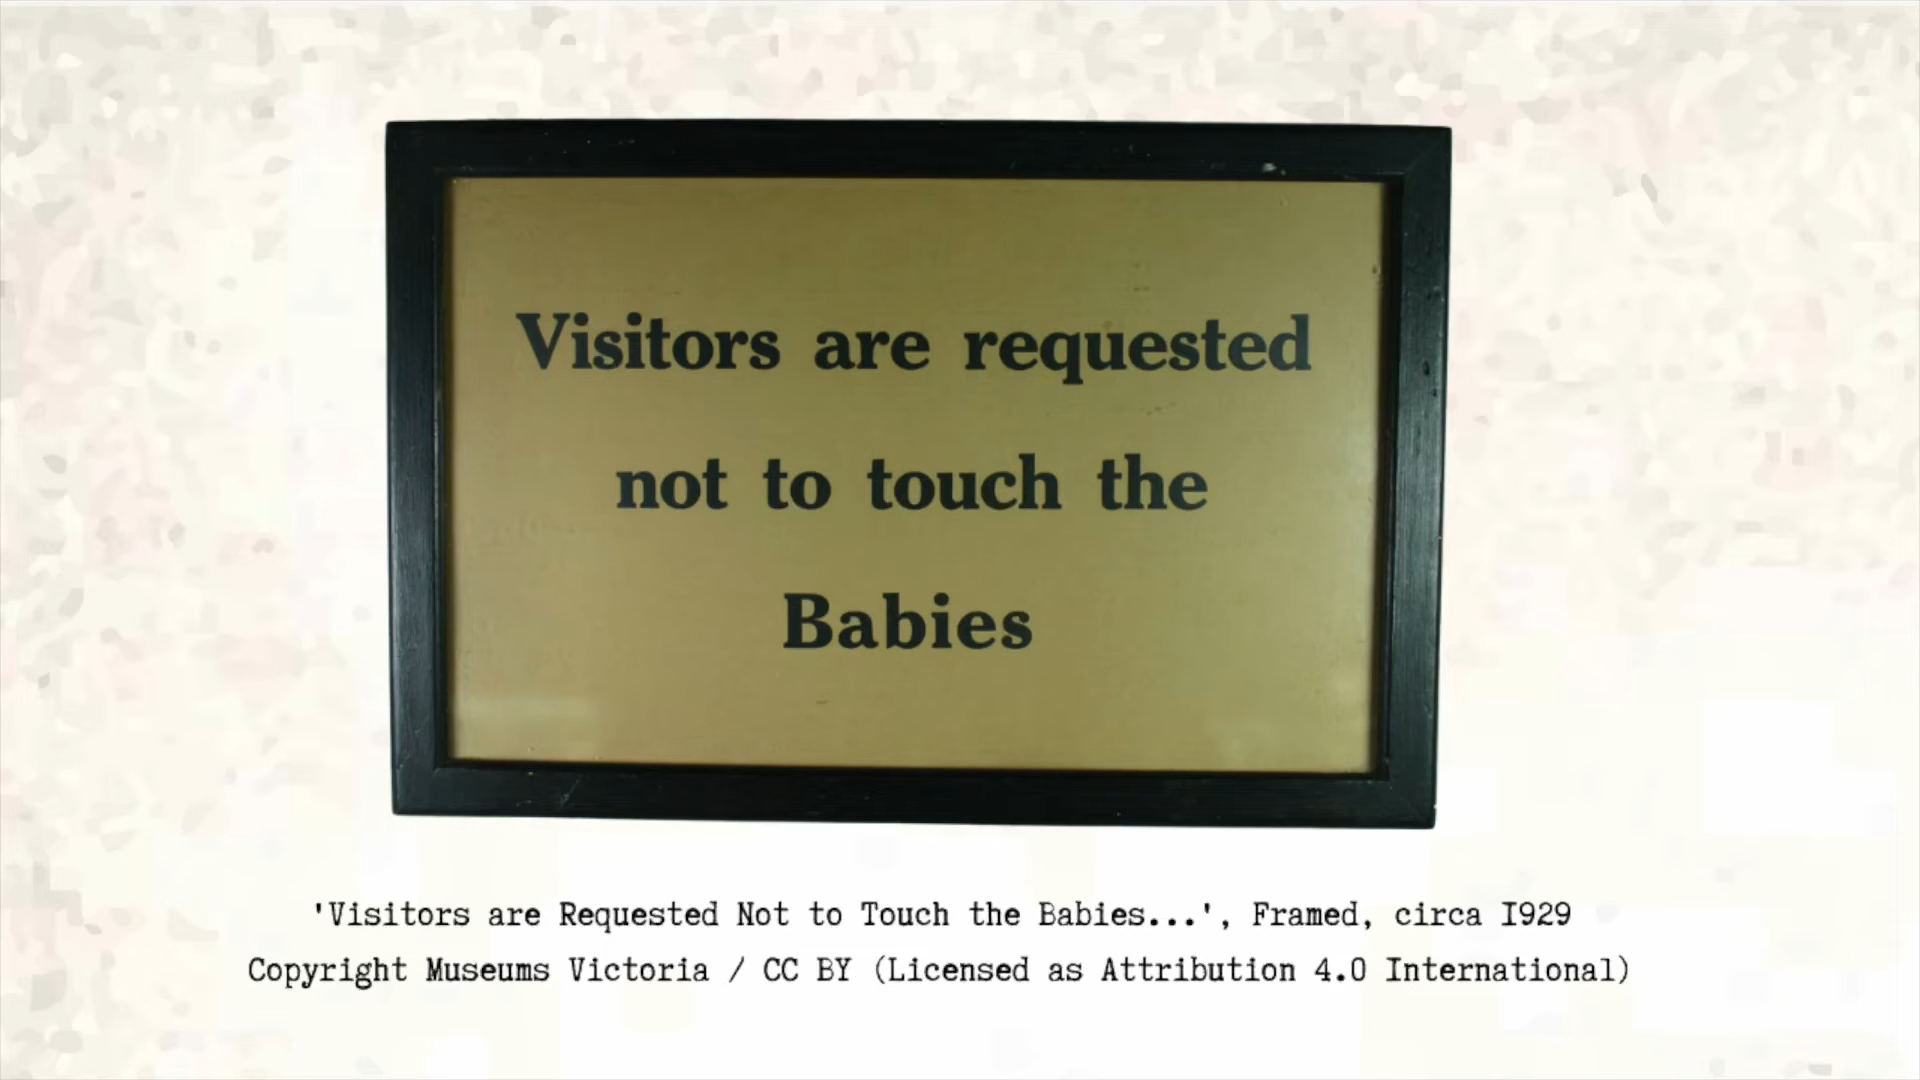 Visitors are requested
not to touch the
Babies
'Visitors are Requested Not to Touch the Babies...', Framed, circa I929
Copyright Museums Victoria / CC BY (Licensed as Attribution 4.0 International)